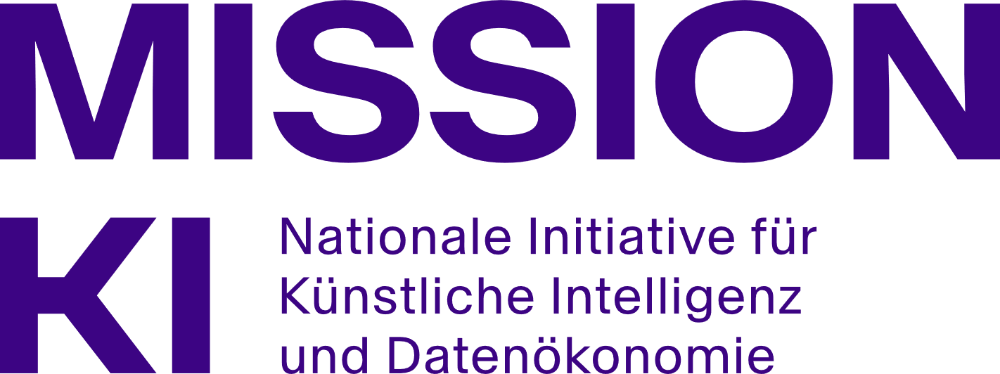 MISSION
KI
Nationale Initiative für
Künstliche Intelligenz
und Datenökonomie